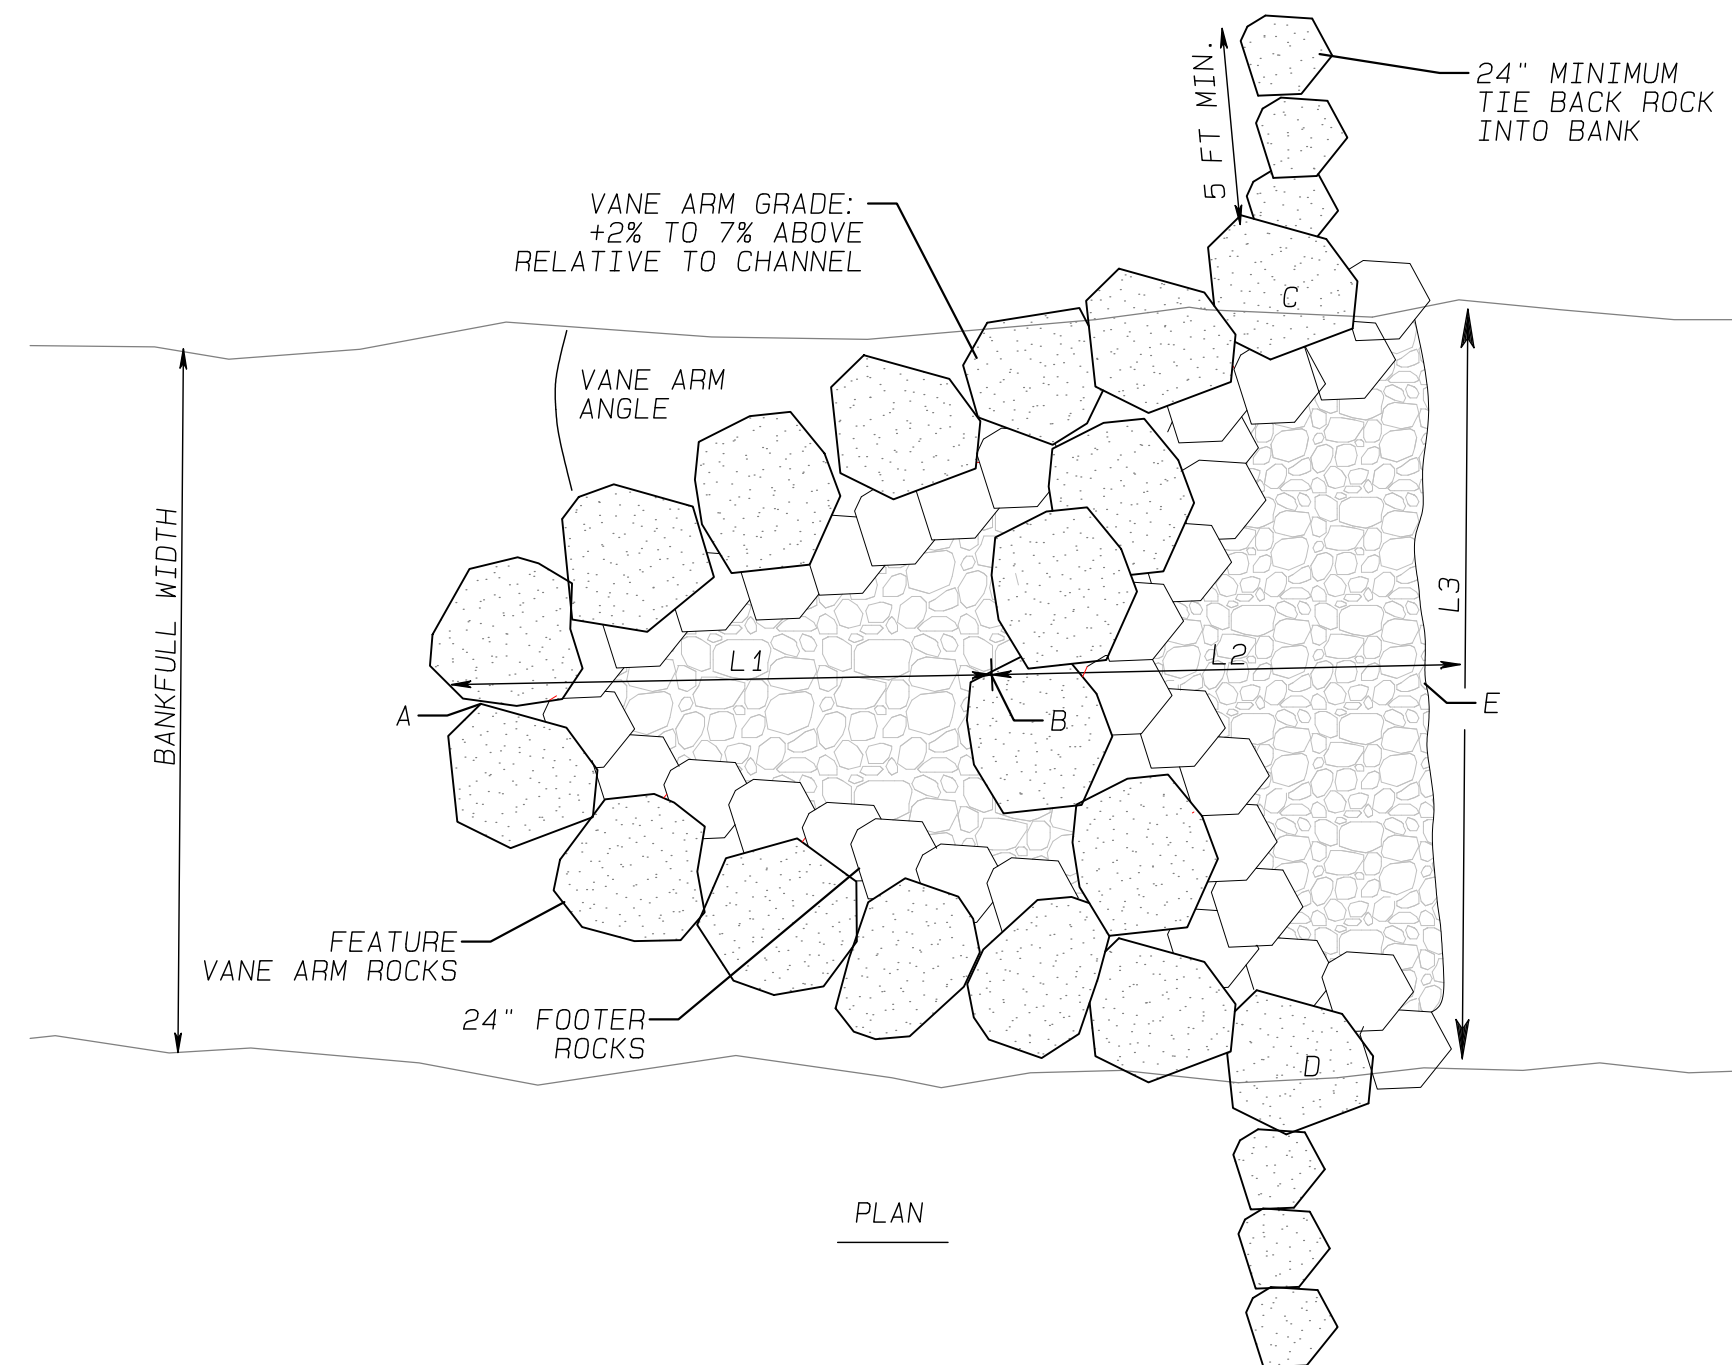 24" MINIMUM
TIE BACK ROCK
INTO BANK
5 FT MIN.
VANE ARM GRADE:
+2% TO 7% ABOVE
RELATIVE TO CHANNEL
C
VANE ARM
ANGLE
BANKFULL WIDTH
L3
L1
L2
A
B
E
FEATURE
VANE ARM ROCKS
24" FOOTER
ROCKS
D
PLAN